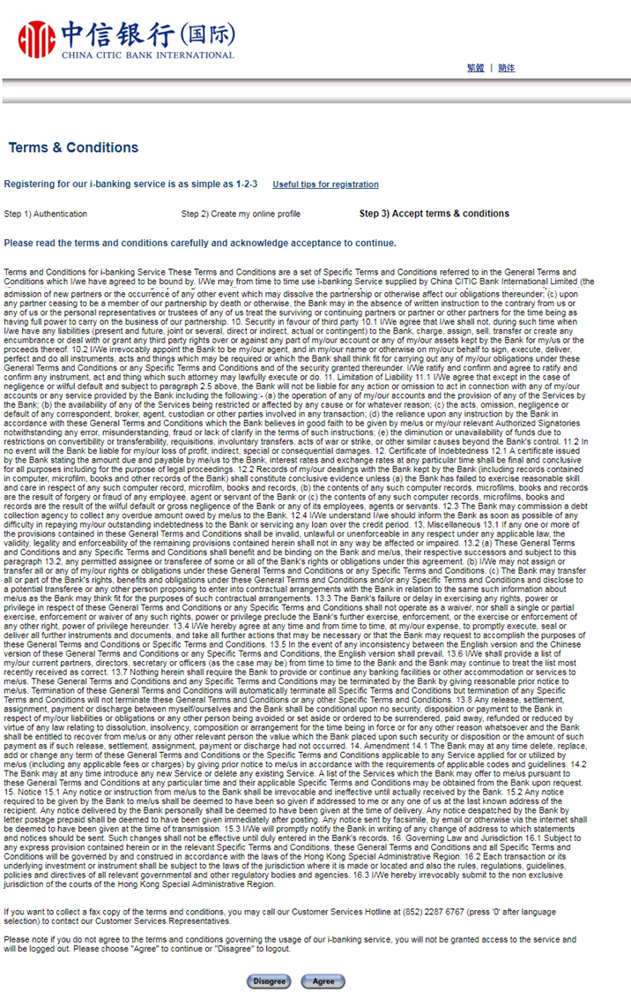 中信银行(国际)
CHINA CITIC BANK INTERNATIONAL
繁體 | 簡体
Terms & Conditions
Registering for our i-banking service is as simple as 1-2-3 Useful tips for registration
Step 1) Authentication Step 2) Create my online profile Step 3) Accept terms & conditions
Please read the terms and conditions carefully and acknowledge acceptance to continue.
Terms and Conditions for i-banking Service These Terms and Conditions are a set of Specific Terms and Conditions referred to in the General Terms and
Conditions which I/we have agreed to be bound by. I/We may from time to time use i-banking Service supplied by China CITIC Bank International Limited (the
admission of new partners or the occurrence of any other event which may dissolve the partnership or otherwise affect our obligations thereunder; (c) upon
any partner ceasing to be a member of our partnership by death or otherwise, the Bank may in the absence of written instruction to the contrary from us or
any of us or the personal representatives or trustees of any of us treat the surviving or continuing partners or partner or other partners for the time being as
having full power to carry on the business of our partnership. 10. Security in favour of third party 10.1 I/We agree that I/We shall not, during such time when
I/we have any liabilities (present and future, joint or several, direct or indirect, actual or contingent) to the Bank, charge, assign, sell, transfer or create any
encumbrance or deal with or grant any third party rights over or against any part of my/our account or any of my/our assets kept by the Bank for my/us or the
proceeds thereof. 10.2 I/We irrevocably appoint the Bank to be my/our agent, and in my/our name or otherwise on my/our behalf to sign, execute, deliver,
perfect and do all instruments, acts and things which may be required or which the Bank shall think fit for carrying out any of my/our obligations under these
General Terms and Conditions or any Specific Terms and Conditions and of the security granted thereunder. I/We ratify and confirm and agree to ratify and
confirm any instrument, act and thing which such attorney may lawfully execute or do. 11. Limitation of Liability 11.1 I/We agree that except in the case of
negligence or wilful default and subject to paragraph 2.5 above, the Bank will not be liable for any action or omission to act in connection with any of my/our
accounts or any service provided by the Bank including the following:- (a) the operation of any of my/our accounts and the provision of any of the Services by
the Bank; (b) the availability of any of the Services being restricted or affected by any cause or for whatever reason; (c) the acts, omission, negligence or
default of any correspondent, broker, agent, custodian or other parties involved in any transaction; (d) the reliance upon any instruction by the Bank in
accordance with these General Terms and Conditions which the Bank believes in good faith to be given by me/us or my/our relevant Authorized Signatories
notwithstanding any error, misunderstanding, fraud or lack of clarify in the terms of such instructions; (e) the diminution or unavailability of funds due to
restrictions on convertibility or transferability, requisitions, involuntary transfers, acts of war or strike, or other similar causes beyond the Bank's control. 11.2 In
no event will the Bank be liable for my/our loss of profit, indirect, special or consequential damages. 12. Certificate of Indebtedness 12.1 A certificate issued
by the Bank stating the amount due and payable by me/us to the Bank, interest rates and exchange rates at any particular time shall be final and conclusive
for all purposes including for the purpose of legal proceedings. 12.2 Records of my/our dealings with the Bank kept by the Bank (including records contained
in computer, microfilm, books and other records of the Bank) shall constitute conclusive evidence unless (a) the Bank has failed to exercise reasonable skill
and care in respect of any such computer record, microfilm, books and records, (b) the contents of any such computer records, microfilms, books and records
are the result of forgery or fraud of any employee, agent or servant of the Bank or (c) the contents of any such computer records, microfilms, books and
records are the result of the wilful default or gross negligence of the Bank or any of its employees, agents or servants. 12.3 The Bank may commission a debt
collection agency to collect any overdue amount owed by me/us to the Bank. 12.4 I/We understand I/we should inform the Bank as soon as possible of any
difficulty in repaying my/our outstanding indebtedness to the Bank or servicing any loan over the credit period. 13. Miscellaneous 13.1 If any one or more of
the provisions contained in these General Terms and Conditions shall be invalid, unlawful or unenforceable in any respect under any applicable law, the
validity, legality and enforceability of the remaining provisions contained herein shall not in any way be affected or impaired. 13.2 (a) These General Terms
and Conditions and any Specific Terms and Conditions shall benefit and be binding on the Bank and me/us, their respective successors and subject to this
paragraph 13.2, any permitted assignee or transferee of some or all of the Bank's rights or obligations under this agreement. (b) I/We may not assign or
transfer all or any of my/our rights or obligations under these General Terms and Conditions or any Specific Terms and Conditions. (c) The Bank may transfer
all or part of the Bank's rights, benefits and obligations under these General Terms and Conditions and/or any Specific Terms and Conditions and disclose to
a potential transferee or any other person proposing to enter into contractual arrangements with the Bank in relation to the same such information about
me/us as the Bank may think fit for the purposes of such contractual arrangements. 13.3 The Bank's failure or delay in exercising any rights, power or
privilege in respect of these General Terms and Conditions or any Specific Terms and Conditions shall not operate as a waiver, nor shall a single or partial
exercise, enforcement or waiver of any such rights, power or privilege preclude the Bank's further exercise, enforcement, or the exercise or enforcement of
any other right, power of privilege hereunder. 13.4 I/We hereby agree at any time and from time to time, at my/our expense, to promptly execute, seal or
deliver all further instruments and documents, and take all further actions that may be necessary or that the Bank may request to accomplish the purposes of
these General Terms and Conditions or Specific Terms and Conditions. 13.5 In the event of any inconsistency between the English version and the Chinese
version of these General Terms and Conditions or any Specific Terms and Conditions, the English version shall prevail. 13.6 I/We shall provide a list of
my/our current partners, directors, secretary or officers (as the case may be) from time to time to the Bank and the Bank may continue to treat the list most
recently received as correct. 13.7 Nothing herein shall require the Bank to provide or continue any banking facilities or other accommodation or services to
me/us. These General Terms and Conditions and any Specific Terms and Conditions may be terminated by the Bank by giving reasonable prior notice to
me/us. Termination of these General Terms and Conditions will automatically terminate all Specific Terms and Conditions but termination of any Specific
Terms and Conditions will not terminate these General Terms and Conditions or any other Specific Terms and Conditions. 13.8 Any release, settlement,
assignment, payment or discharge between myself/ourselves and the Bank shall be conditional upon no security, disposition or payment to the Bank in
respect of my/our liabilities or obligations or any other person being avoided or set aside or ordered to be surrendered, paid away, refunded or reduced by
virtue of any law relating to dissolution, insolvency, composition or arrangement for the time being in force or for any other reason whatsoever and the Bank
shall be entitled to recover from me/us or any other relevant person the value which the Bank placed upon such security or disposition or the amount of such
payment as if such release, settlement, assignment, payment or discharge had not occurred. 14. Amendment 14.1 The Bank may at any time delete, replace,
add or change any term of these General Terms and Conditions or the Specific Terms and Conditions applicable to any Service applied for or utilized by
me/us (including any applicable fees or charges) by giving prior notice to me/us in accordance with the requirements of applicable codes and guidelines. 14.2
The Bank may at any time introduce any new Service or delete any existing Service. A list of the Services which the Bank may offer to me/us pursuant to
these General Terms and Conditions at any particular time and their applicable Specific Terms and Conditions may be obtained from the Bank upon request.
15. Notice 15.1 Any notice or instruction from me/us to the Bank shall be irrevocable and ineffective until actually received by the Bank. 15.2 Any notice
required to be given by the Bank to me/us shall be deemed to have been so given if addressed to me or any one of us at the last known address of the
recipient. Any notice delivered by the Bank personally shall be deemed to have been given at the time of delivery. Any notice despatched by the Bank by
letter postage prepaid shall be deemed to have been given immediately after posting. Any notice sent by facsimile, by email or otherwise via the internet shall
be deemed to have been given at the time of transmission. 15.3 I/We will promptly notify the Bank in writing of any change of address to which statements
and notices should be sent. Such changes shall not be effective until duly entered in the Bank's records. 16. Governing Law and Jurisdiction 16.1 Subject to
any express provision contained herein or in the relevant Specific Terms and Conditions, these General Terms and Conditions and all Specific Terms and
Conditions will be governed by and construed in accordance with the laws of the Hong Kong Special Administrative Region. 16.2 Each transaction or its
underlying investment or instrument shall be subject to the laws of the jurisdiction where it is made or located and also the rules, regulations, guidelines,
policies and directives of all relevant governmental and other regulatory bodies and agencies. 16.3 I/We hereby irrevocably submit to the non exclusive
jurisdiction of the courts of the Hong Kong Special Administrative Region.
If you want to collect a fax copy of the terms and conditions, you may call our Customer Services Hotline at (852) 2287 6767 (press '0' after language
selection) to contact our Customer Services Representatives.
Please note if you do not agree to the terms and conditions governing the usage of our i-banking service, you will not be granted access to the service and
will be logged out. Please choose "Agree" to continue or "Disagree" to logout.
Disagree Agree